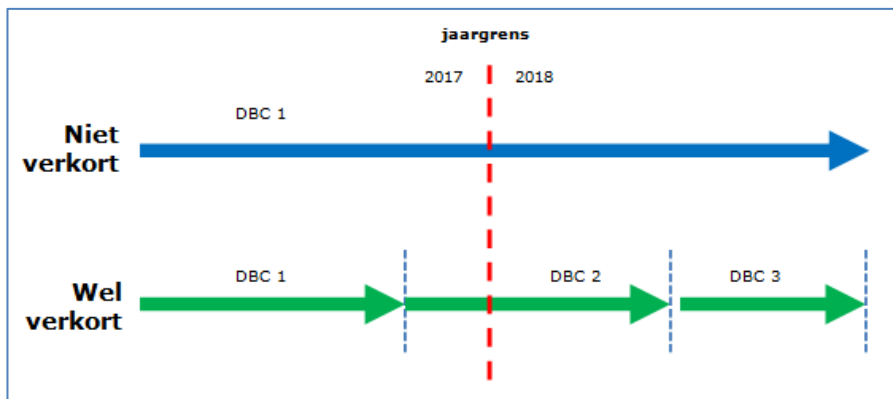 jaargrens
2017 2018
DBC 1
Niet
verkort
DBC 1 DBC 2 DBC 3
Wel
verkort